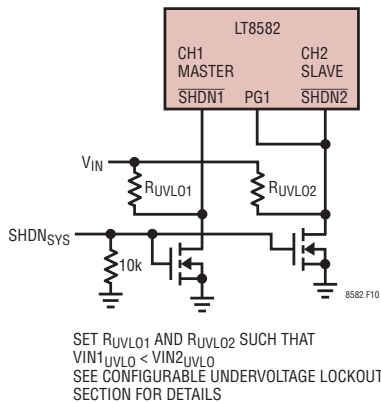 LT8582
CH1
MASTER
CH2
SLAVE
SHDN1 PG1 SHDN2
VIN
RUVLO1
RUVLO2
SHDNSYS
10k
8582 F10
SET RUVLO1 AND RUVLO2 SUCH THAT
VIN1UVLO < VIN2UVLO
SEE CONFIGURABLE UNDERVOLTAGE LOCKOUT
SECTION FOR DETAILS